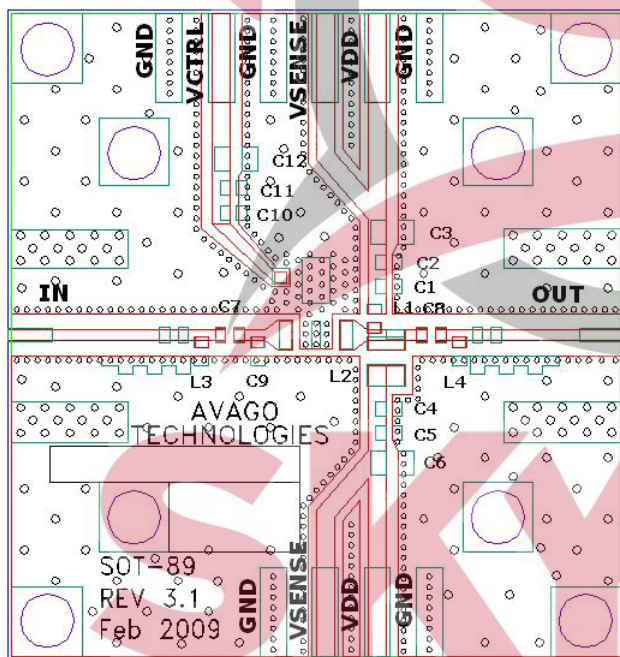 GND
VCTRL
GND
VSENSE
VDD
GND
C12
C11
C10
C3
C2
C1
IN
C7
L1 C8
OUT
L3
C9
L2
L4
C4
AVAGO
TECHNOLOGIES
C5
C6
SOT-89
REV 3.1
Feb 2009
GND
VSENSE
VDD
GND
SKY